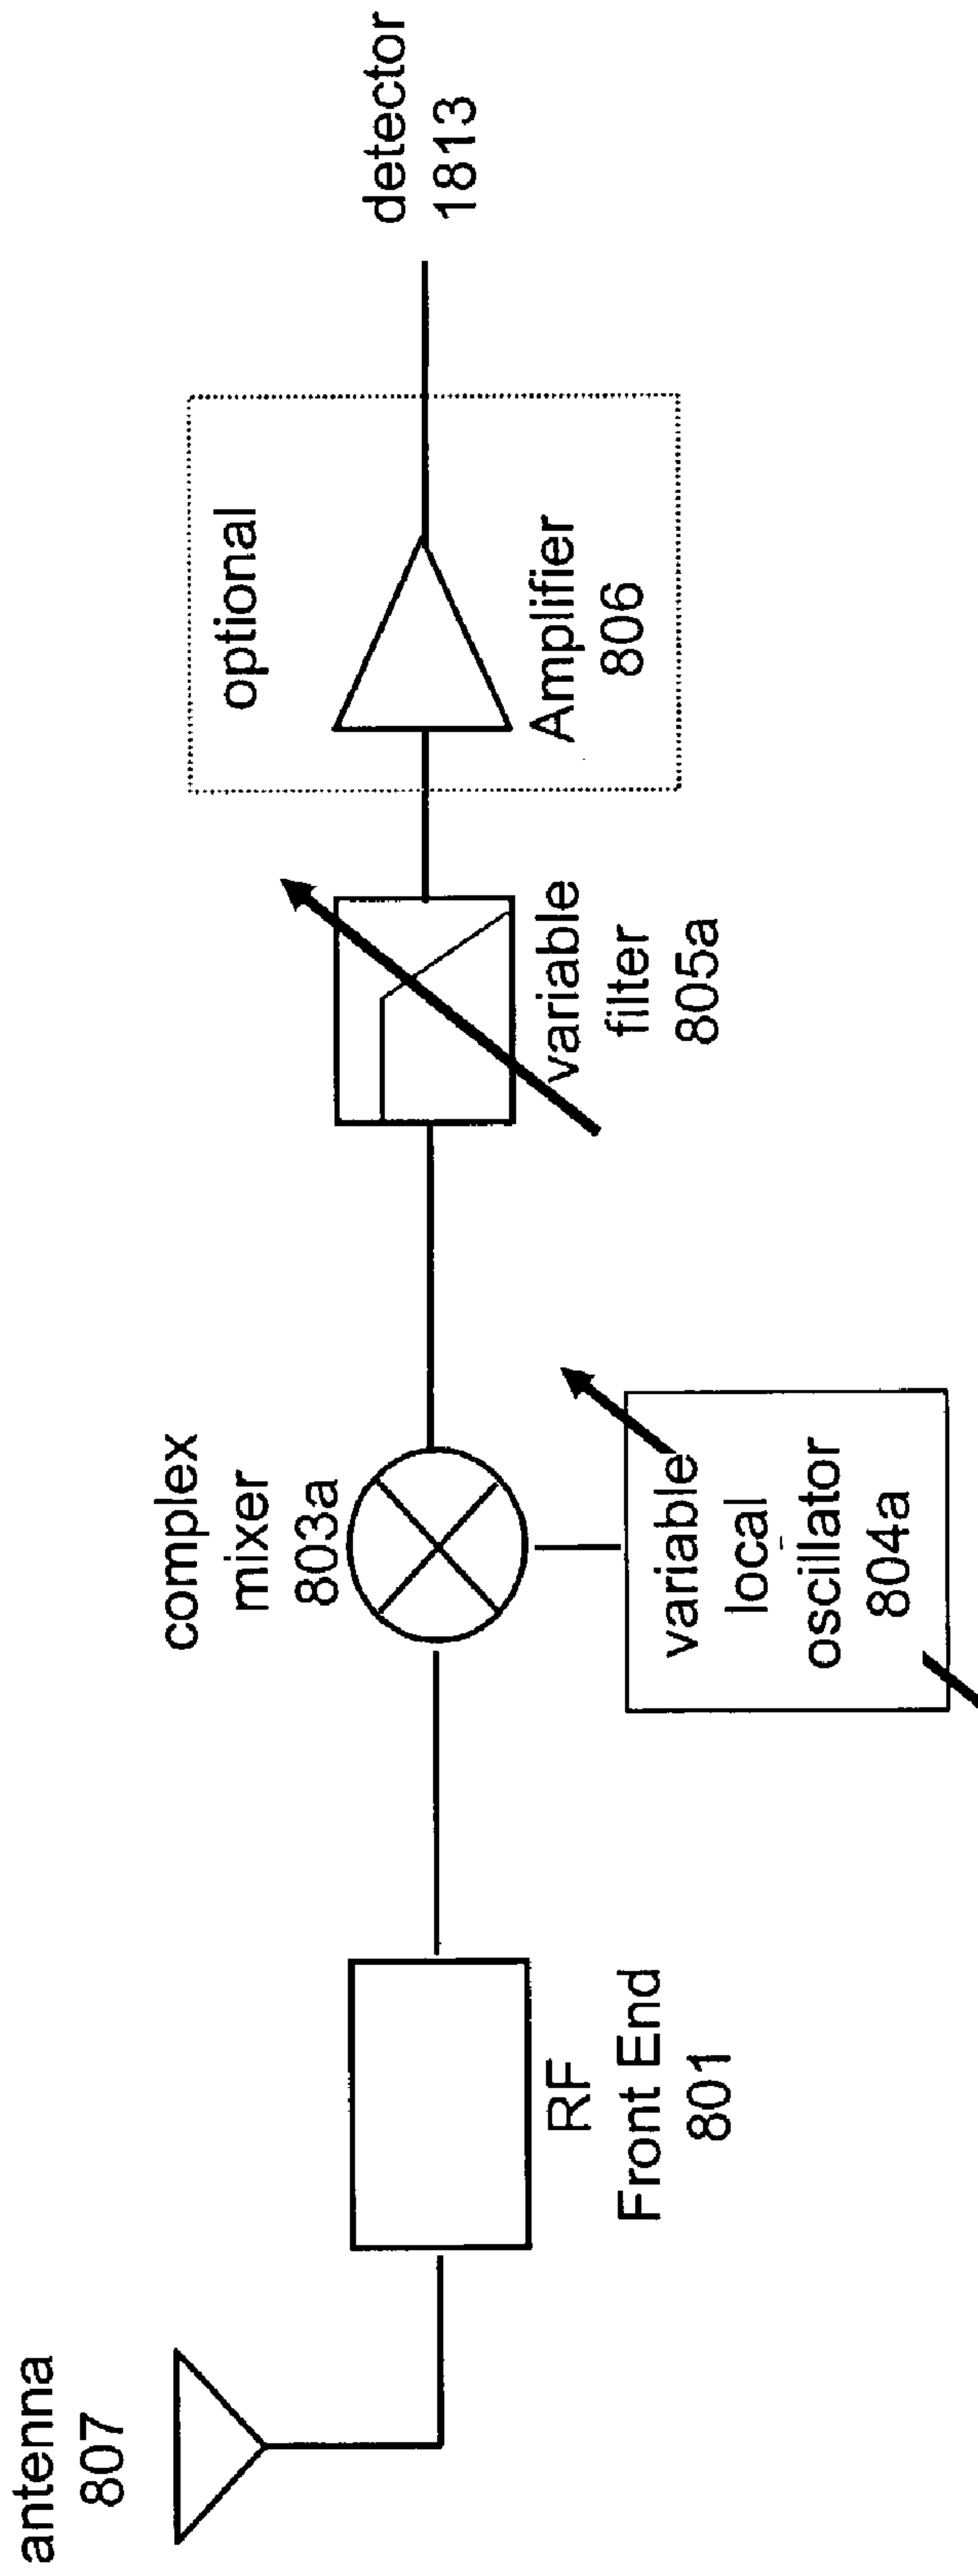 antenna
807
RF
Front End
801
complex
mixer
803a
variable
local
oscillator
804a
variable
filter
805a
optional
Amplifier
806
detector
1813